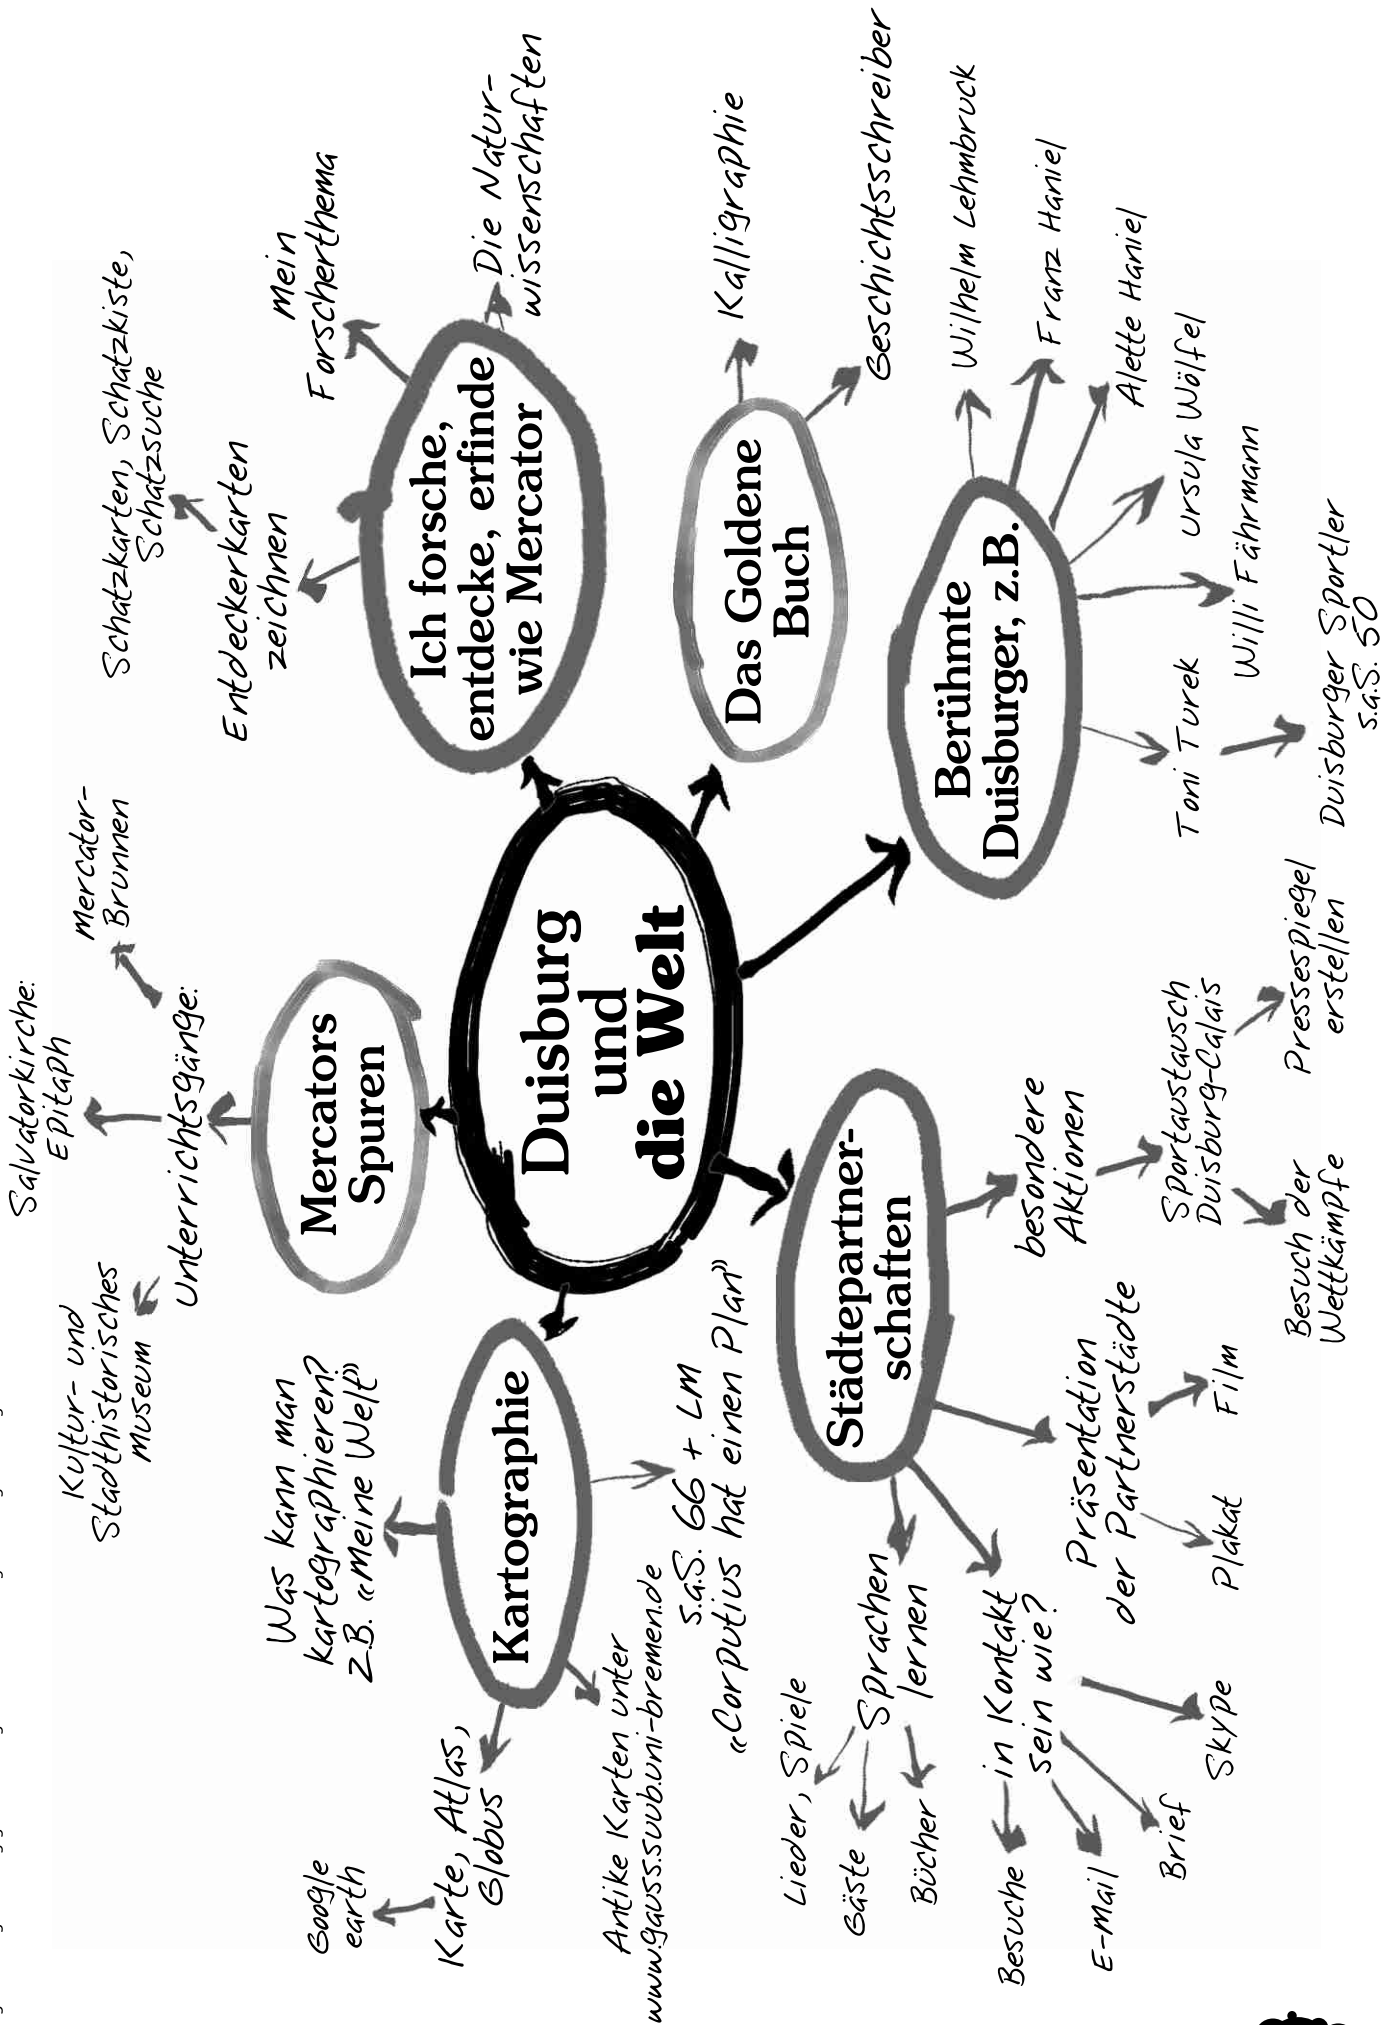 Duisburg
und
die Welt
Mercators
Spuren
Unterrichtsgänge:
Kultur- und
Stadthistorisches
Museum
Salvatorkirche:
Epitaph
Mercator-
Brunnen
Ich forsche,
entdecke, erfinde
wie Mercator
Entdeckerkarten
zeichnen
Schatzkarten, Schatzkiste,
Schatzsuche
Mein
Forscherthema
Die Natur-
wissenschaften
Das Goldene
Buch
Kalligraphie
Geschichtsschreiber
Berühmte
Duisburger, z.B.
Wilhelm Lehmbruck
Franz Haniel
Alette Haniel
Ursula Wölfel
Willi Fährmann
Toni Turek
Duisburger Sportler
s.a.S. 50
Städtepartner-
schaften
besondere
Aktionen
Sportaustausch
Duisburg-Calais
Pressespiegel
erstellen
Besuch der
Wettkämpfe
Präsentation
der Partnerstädte
Film
Plakat
in Kontakt
sein wie?
Skype
Brief
E-Mail
Besuche
Sprachen
lernen
Bücher
Gäste
Lieder, Spiele
Kartographie
Was kann man
kartographieren?
z.B. «Meine Welt»
Karte, Atlas,
Globus
Google
earth
Antike Karten unter
www.gauss.suub.uni-bremen.de
s.a.S. 66 + LM
«Corputius hat einen Plan»